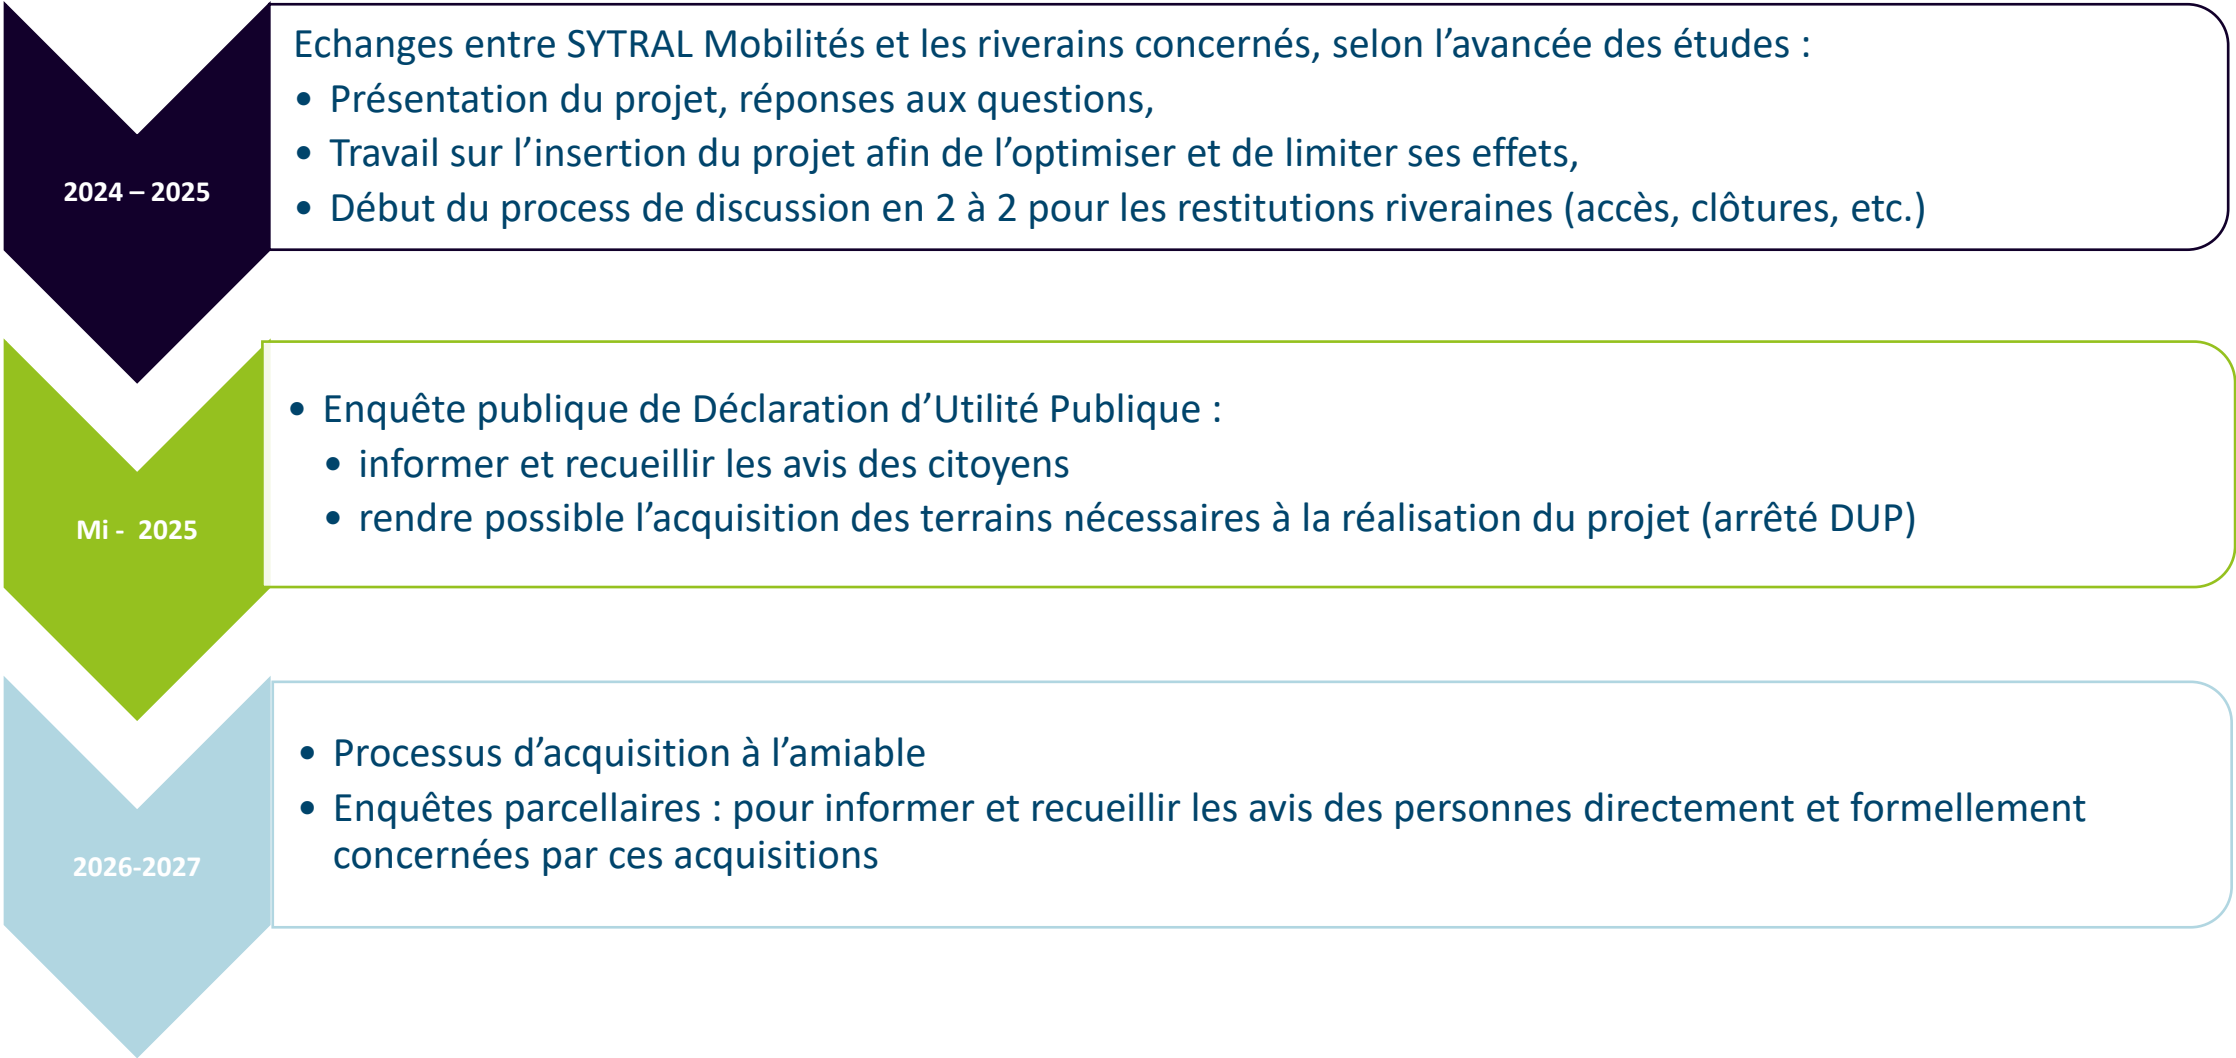 2024 – 2025
Echanges entre SYTRAL Mobilités et les riverains concernés, selon l’avancée des études :
• Présentation du projet, réponses aux questions,
• Travail sur l’insertion du projet afin de l’optimiser et de limiter ses effets,
• Début du process de discussion en 2 à 2 pour les restitutions riveraines (accès, clôtures, etc.)
Mi - 2025
• Enquête publique de Déclaration d’Utilité Publique :
• informer et recueillir les avis des citoyens
• rendre possible l’acquisition des terrains nécessaires à la réalisation du projet (arrêté DUP)
2026-2027
• Processus d’acquisition à l’amiable
• Enquêtes parcellaires : pour informer et recueillir les avis des personnes directement et formellement
concernées par ces acquisitions